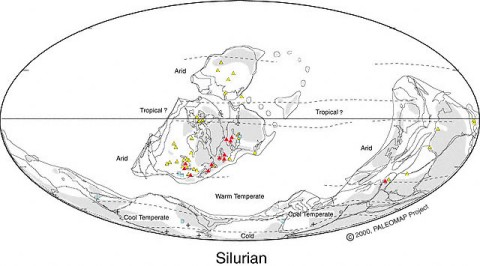 Arid
Tropical ?
Tropical ?
Arid
Arid
Warm Temperate
Cool Temperate
Cool Temperate
Cold
© 2000, PALEOMAP Project
Silurian